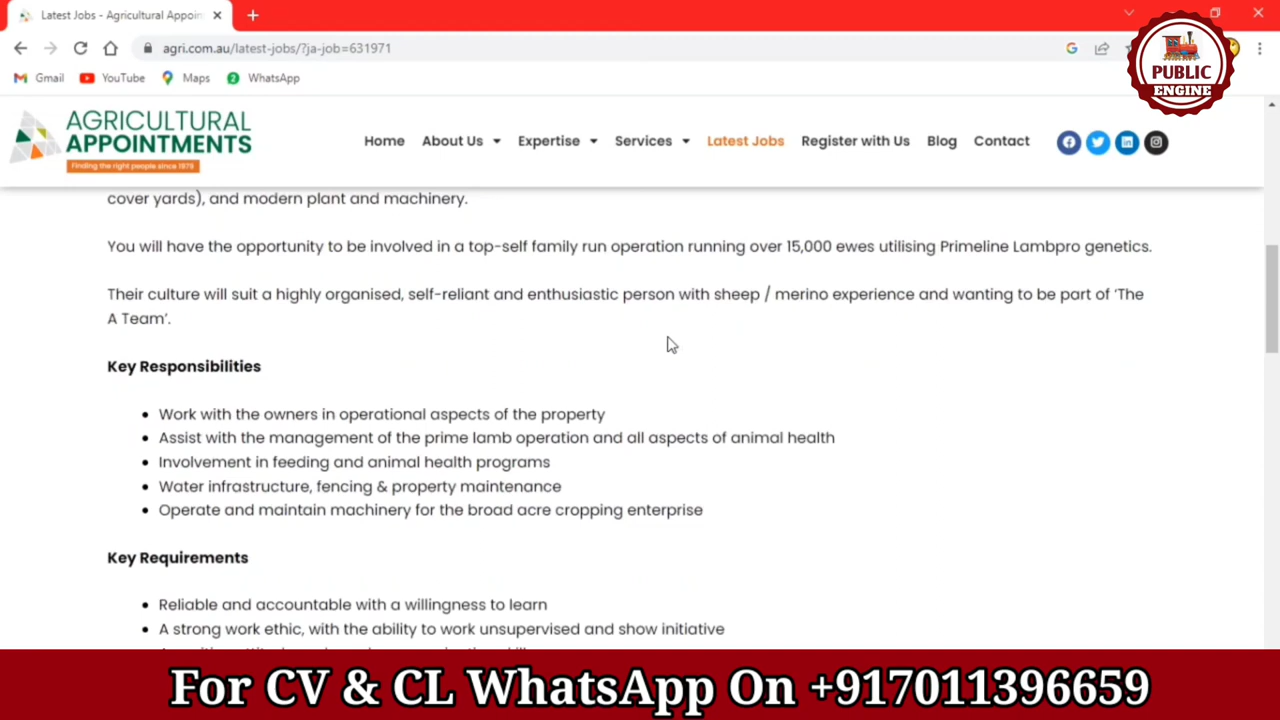 Latest Jobs - Agricultural Appoin
agri.com.au/latest-jobs/?ja-job=631971
Gmail YouTube Maps WhatsApp
PUBLIC
ENGINE
AGRICULTURAL
APPOINTMENTS
Finding the right people since 1979
Home About Us Expertise Services Latest Jobs Register with Us Blog Contact
cover yards), and modern plant and machinery.
You will have the opportunity to be involved in a top-self family run operation running over 15,000 ewes utilising Primeline Lambpro genetics.
Their culture will suit a highly organised, self-reliant and enthusiastic person with sheep / merino experience and wanting to be part of ‘The
A Team’.
Key Responsibilities
• Work with the owners in operational aspects of the property
• Assist with the management of the prime lamb operation and all aspects of animal health
• Involvement in feeding and animal health programs
• Water infrastructure, fencing & property maintenance
• Operate and maintain machinery for the broad acre cropping enterprise
Key Requirements
• Reliable and accountable with a willingness to learn
• A strong work ethic, with the ability to work unsupervised and show initiative
For CV & CL WhatsApp On +917011396659